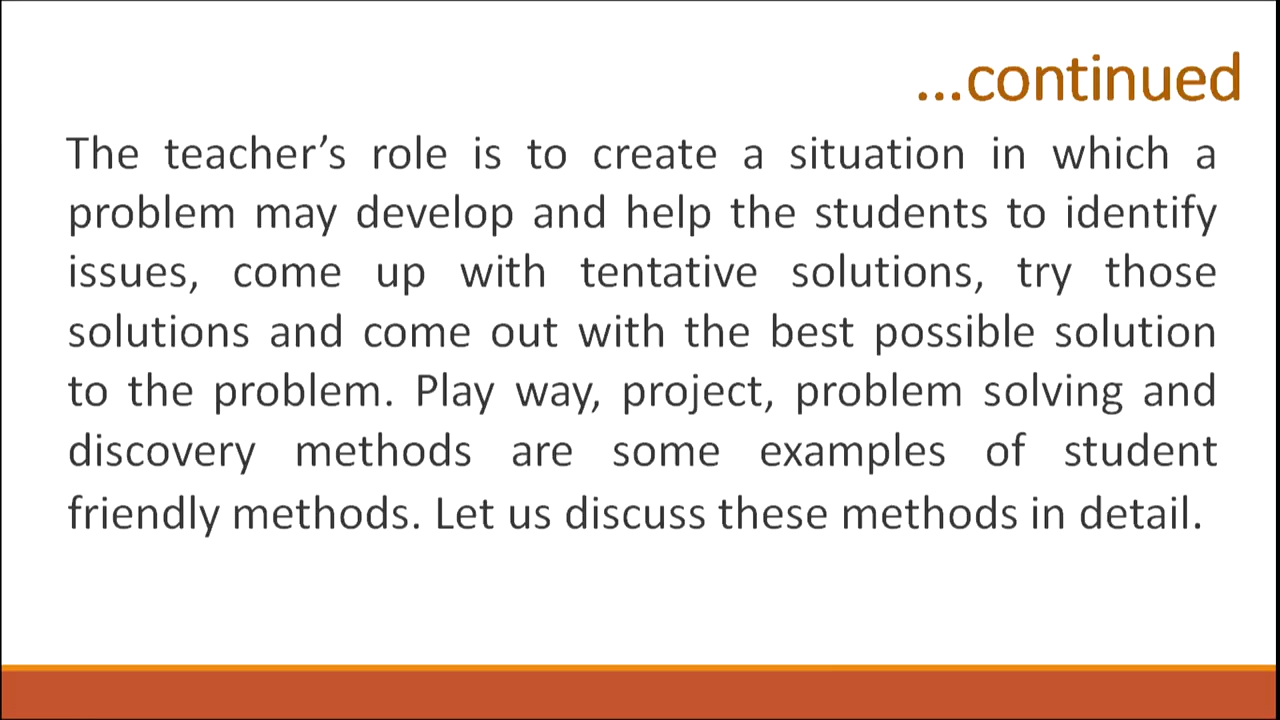 ...continued
The teacher’s role is to create a situation in which a
problem may develop and help the students to identify
issues, come up with tentative solutions, try those
solutions and come out with the best possible solution
to the problem. Play way, project, problem solving and
discovery methods are some examples of student
friendly methods. Let us discuss these methods in detail.